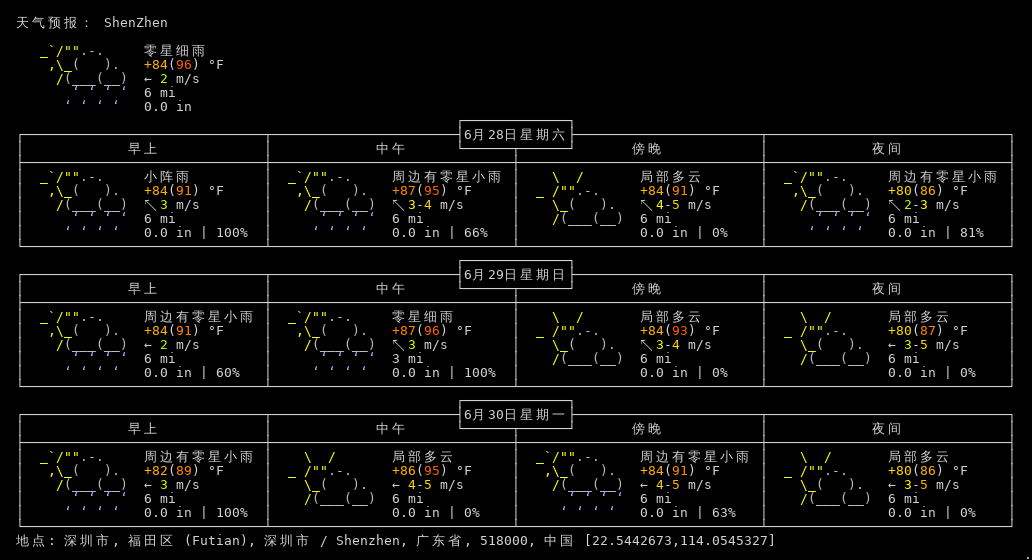 天气预报： ShenZhen
零星细雨
+84(96) °F
← 2 m/s
6 mi
0.0 in
6月28日星期六
早上 中午 傍晚 夜间
小阵雨 周边有零星小雨 局部多云 周边有零星小雨
+84(91) °F +87(95) °F +84(91) °F +80(86) °F
↖ 3 m/s ↖ 3-4 m/s ↖ 4-5 m/s ↖ 2-3 m/s
6 mi 6 mi 6 mi 6 mi
0.0 in | 100% 0.0 in | 66% 0.0 in | 0% 0.0 in | 81%
6月29日星期日
早上 中午 傍晚 夜间
周边有零星小雨 零星细雨 局部多云 局部多云
+84(91) °F +87(96) °F +84(93) °F +80(87) °F
← 2 m/s ↖ 3 m/s ↖ 3-4 m/s ← 3-5 m/s
6 mi 3 mi 6 mi 6 mi
0.0 in | 60% 0.0 in | 100% 0.0 in | 0% 0.0 in | 0%
6月30日星期一
早上 中午 傍晚 夜间
周边有零星小雨 局部多云 周边有零星小雨 局部多云
+82(89) °F +86(95) °F +84(91) °F +80(86) °F
← 3 m/s ← 4-5 m/s ← 4-5 m/s ← 3-5 m/s
6 mi 6 mi 6 mi 6 mi
0.0 in | 100% 0.0 in | 0% 0.0 in | 63% 0.0 in | 0%
地点: 深圳市, 福田区 (Futian), 深圳市 / Shenzhen, 广东省, 518000, 中国 [22.5442673,114.0545327]